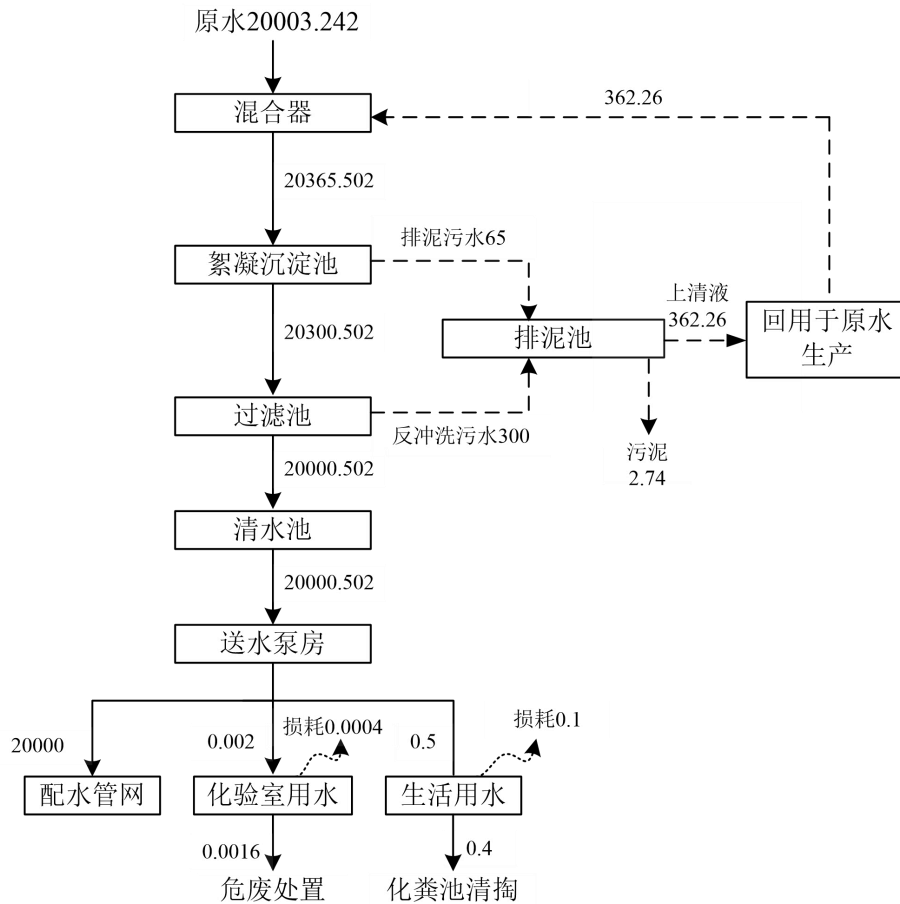 原水20003.242
362.26
混合器
20365.502
排泥污水65
絮凝沉淀池
上清液
362.26
回用于原水
生产
20300.502
排泥池
过滤池
反冲洗污水300
污泥
2.74
20000.502
清水池
20000.502
送水泵房
20000
0.002
损耗0.0004
0.5
损耗0.1
配水管网
化验室用水
生活用水
0.0016
0.4
危废处置
化粪池清掏